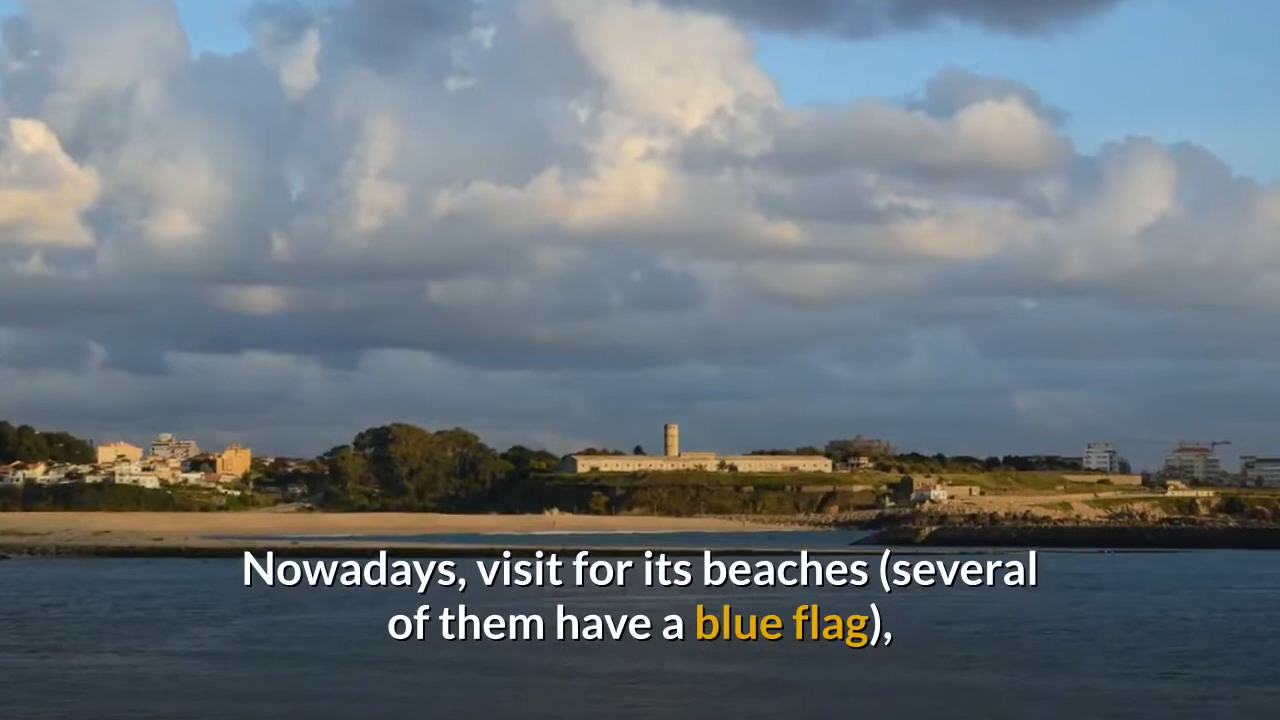 Nowadays, visit for its beaches (several
of them have a blue flag),